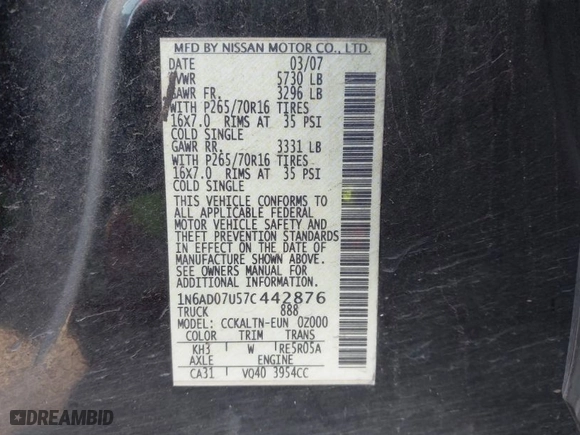 MFD BY NISSAN MOTOR CO., LTD.
DATE 03/07
GVWR 5730 LB
GAWR FR. 3296 LB
WITH P265/70R16 TIRES
16X7.0 RIMS AT 35 PSI
COLD SINGLE
GAWR RR. 3331 LB
WITH P265/70R16 TIRES
16X7.0 RIMS AT 35 PSI
COLD SINGLE
THIS VEHICLE CONFORMS TO
ALL APPLICABLE FEDERAL
MOTOR VEHICLE SAFETY AND
THEFT PREVENTION STANDARDS
IN EFFECT ON THE DATE OF
MANUFACTURE SHOWN ABOVE.
SEE OWNERS MANUAL FOR
ADDITIONAL INFORMATION.
1N6AD07U57C442876
TRUCK 888
MODEL: CCKALTN-EUN 0Z000
COLOR TRIM TRANS
KH3 W RE5R05A
AXLE ENGINE
CA31 VQ40 3954CC
DREAMBID